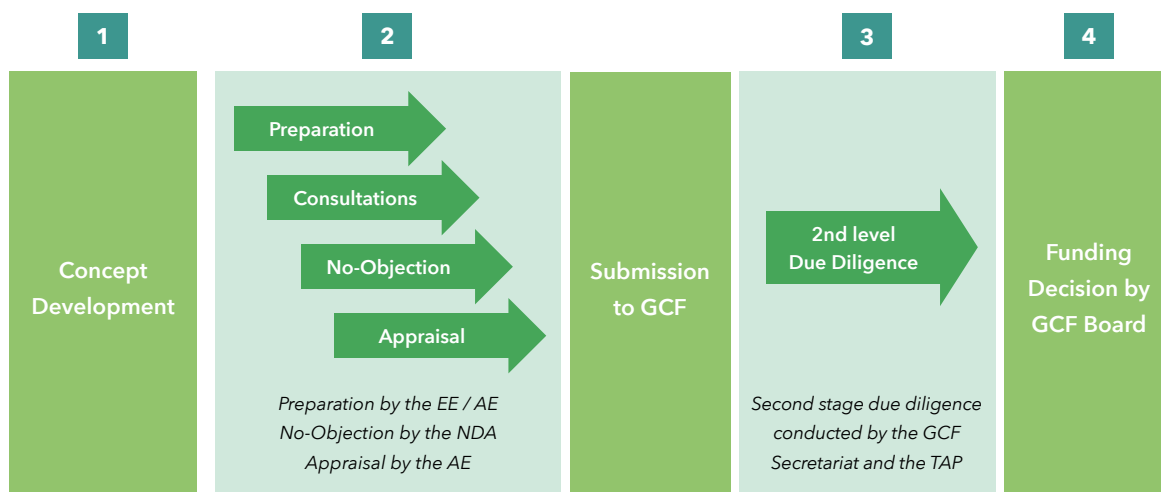 1
Concept
Development
2
Preparation
Consultations
No-Objection
Appraisal
Preparation by the EE / AE
No-Objection by the NDA
Appraisal by the AE
Submission
to GCF
3
2nd level
Due Diligence
Second stage due diligence
conducted by the GCF
Secretariat and the TAP
4
Funding
Decision by
GCF Board